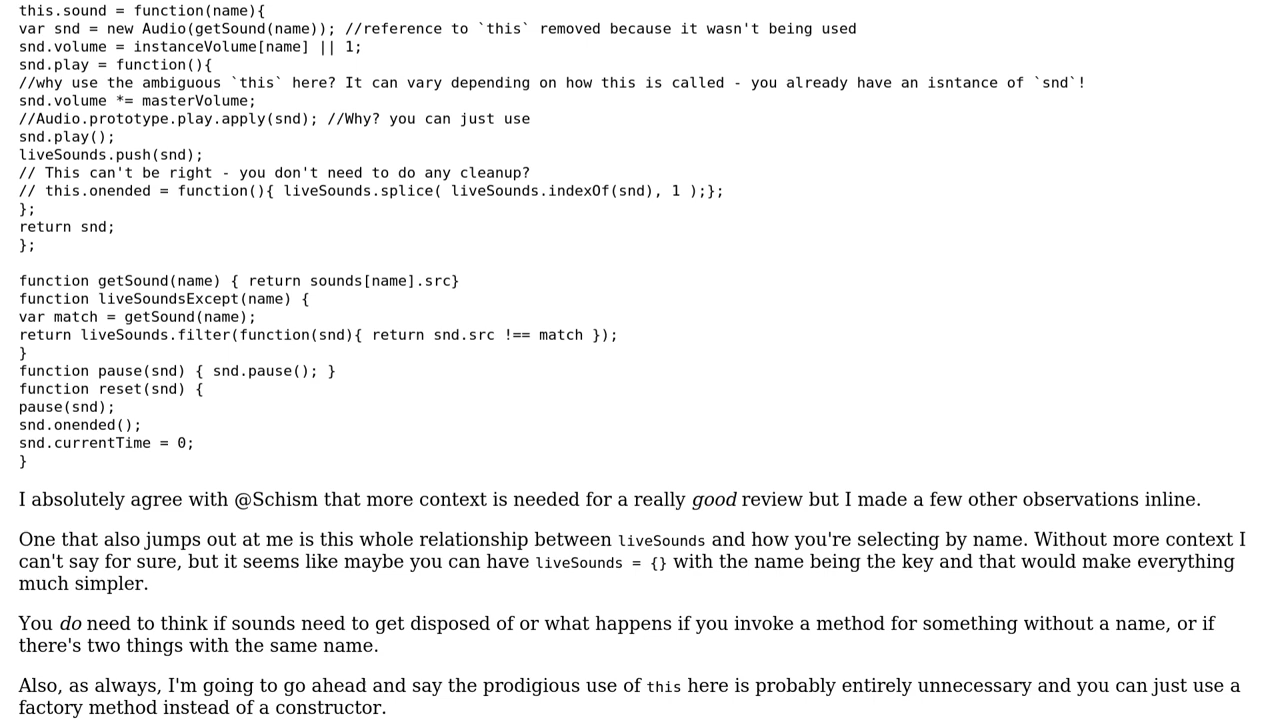 this.sound = function(name){
var snd = new Audio(getSound(name)); //reference to `this` removed because it wasn't being used
snd.volume = instanceVolume[name] || 1;
snd.play = function(){
//why use the ambiguous `this` here? It can vary depending on how this is called - you already have an isntance of `snd`!
snd.volume *= masterVolume;
//Audio.prototype.play.apply(snd); //Why? you can just use
snd.play();
liveSounds.push(snd);
// This can't be right - you don't need to do any cleanup?
// this.onended = function(){ liveSounds.splice( liveSounds.indexOf(snd), 1 );};
};
return snd;
};
function getSound(name) { return sounds[name].src}
function liveSoundsExcept(name) {
var match = getSound(name);
return liveSounds.filter(function(snd){ return snd.src !== match });
}
function pause(snd) { snd.pause(); }
function reset(snd) {
pause(snd);
snd.onended();
snd.currentTime = 0;
}
I absolutely agree with @Schism that more context is needed for a really good review but I made a few other observations inline.
One that also jumps out at me is this whole relationship between liveSounds and how you're selecting by name. Without more context I
can't say for sure, but it seems like maybe you can have liveSounds = {} with the name being the key and that would make everything
much simpler.
You do need to think if sounds need to get disposed of or what happens if you invoke a method for something without a name, or if
there's two things with the same name.
Also, as always, I'm going to go ahead and say the prodigious use of this here is probably entirely unnecessary and you can just use a
factory method instead of a constructor.